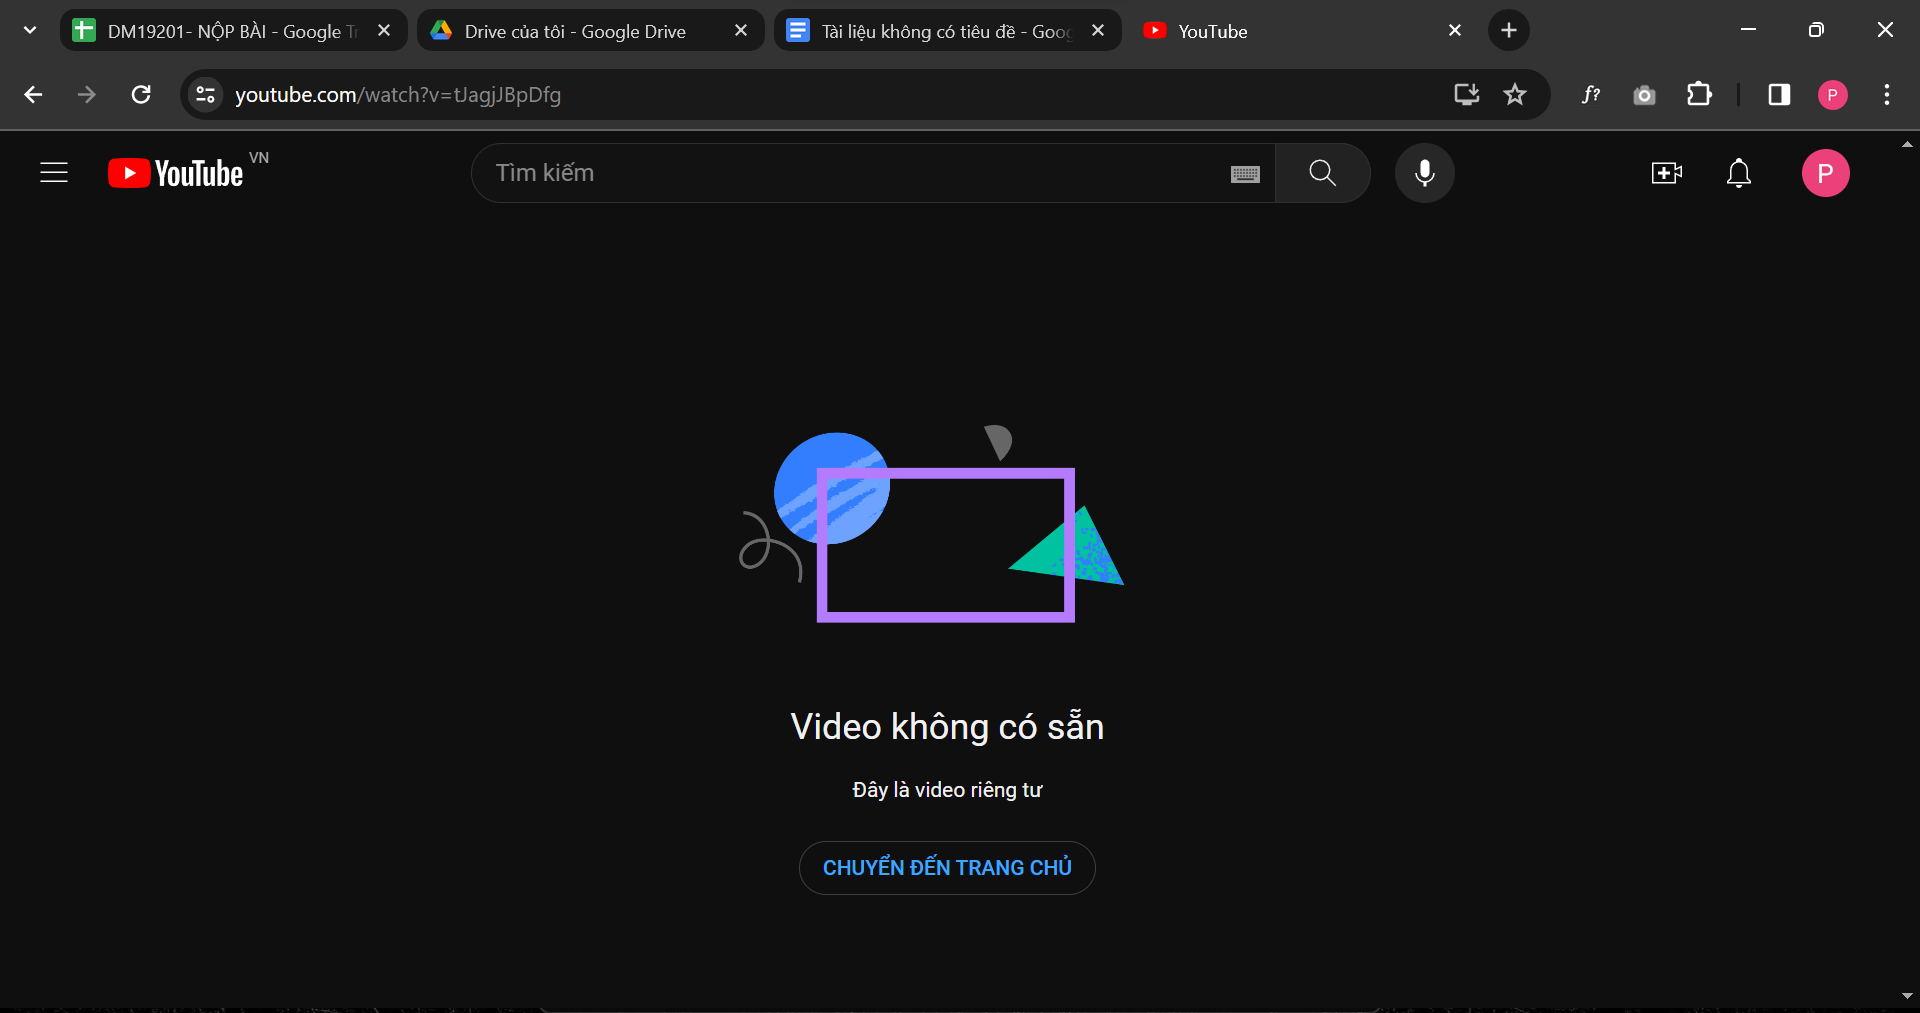 DM19201- NỘP BÀI - Google Tr
Drive của tôi - Google Drive
Tài liệu không có tiêu đề - Goog
YouTube
youtube.com/watch?v=tJagjJBpDfg
f?
P
YouTube VN
Tìm kiếm
P
Video không có sẵn
Đây là video riêng tư
CHUYỂN ĐẾN TRANG CHỦ